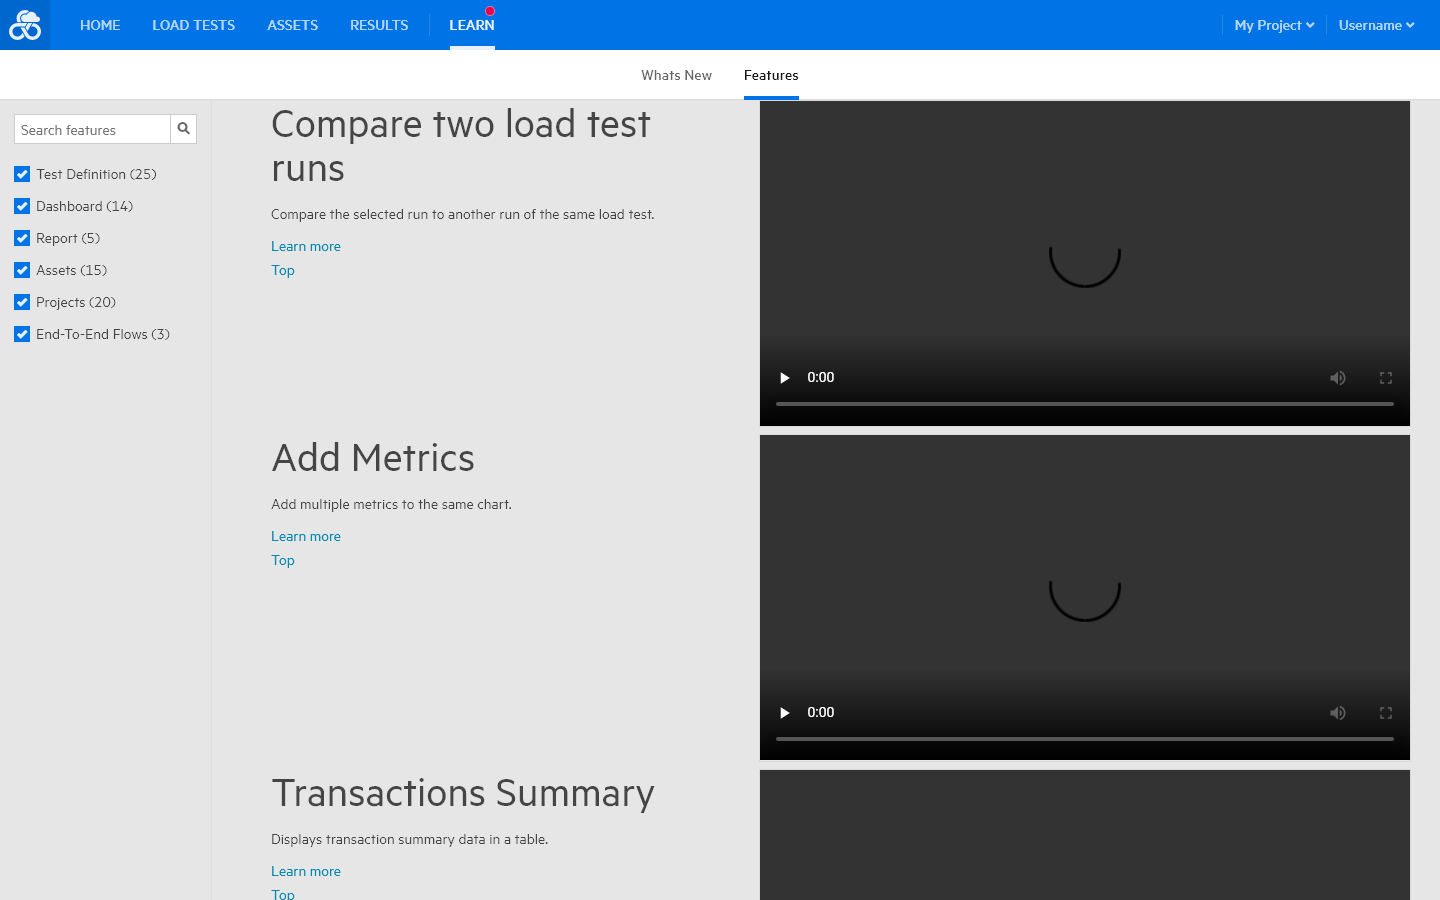 HOME
LOAD TESTS
ASSETS
RESULTS
LEARN
My Project
Username
Whats New
Features
Search features
Test Definition (25)
Dashboard (14)
Report (5)
Assets (15)
Projects (20)
End-To-End Flows (3)
Compare two load test
runs
Compare the selected run to another run of the same load test.
Learn more
Top
0:00
Add Metrics
Add multiple metrics to the same chart.
Learn more
Top
0:00
Transactions Summary
Displays transaction summary data in a table.
Learn more
Top